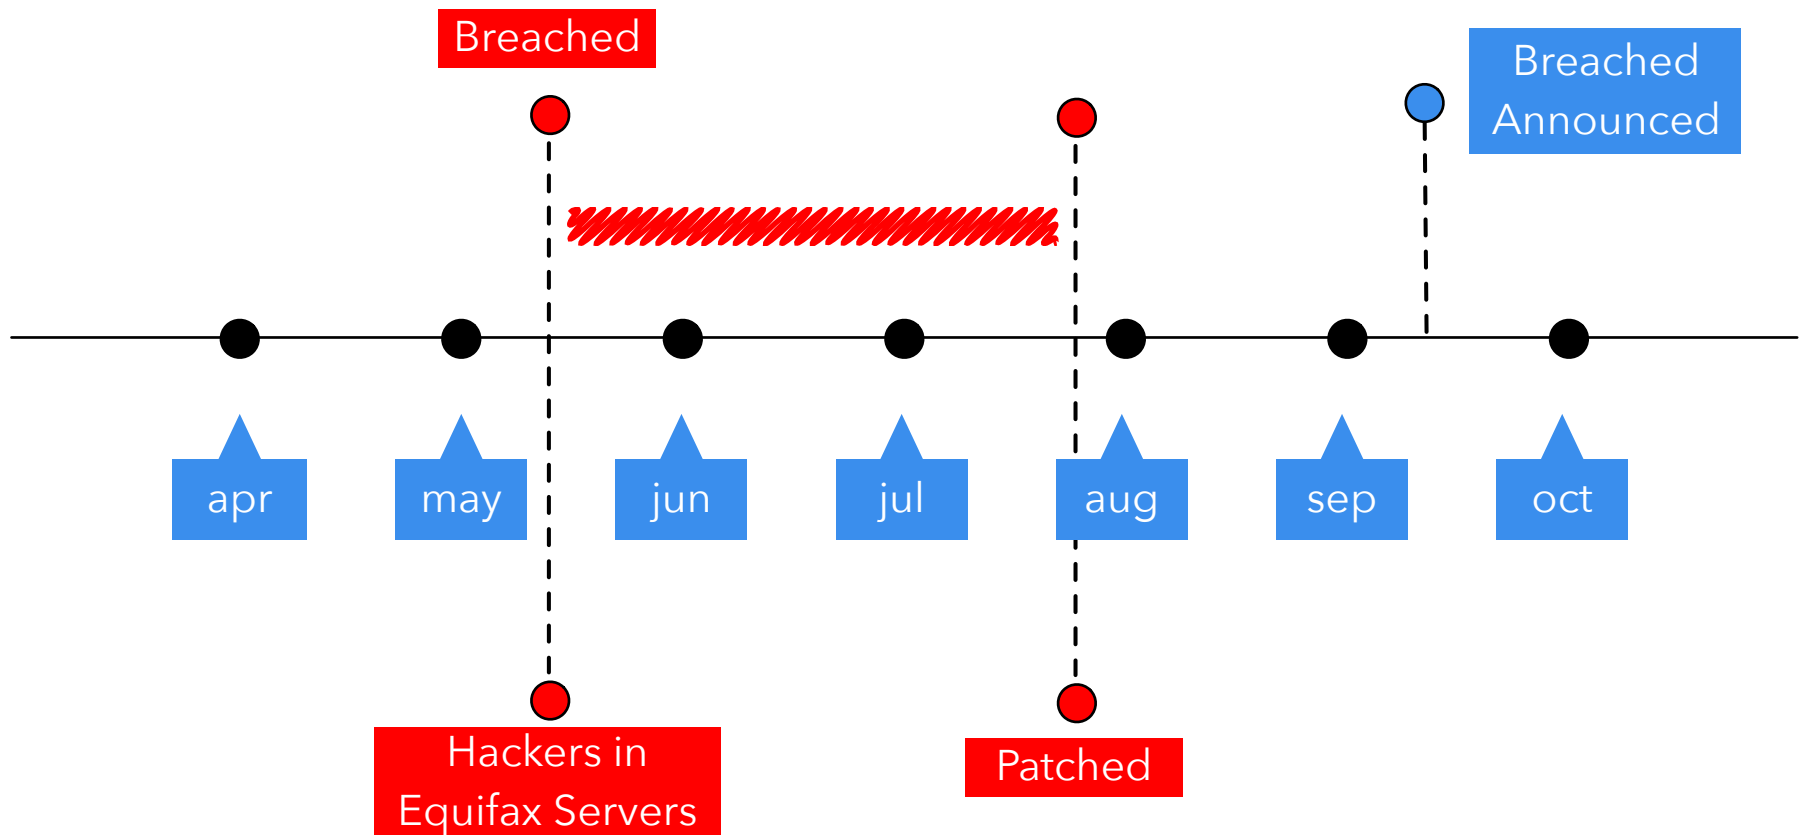 Breached
Breached
Announced
apr
may
jun
jul
aug
sep
oct
Hackers in
Equifax Servers
Patched